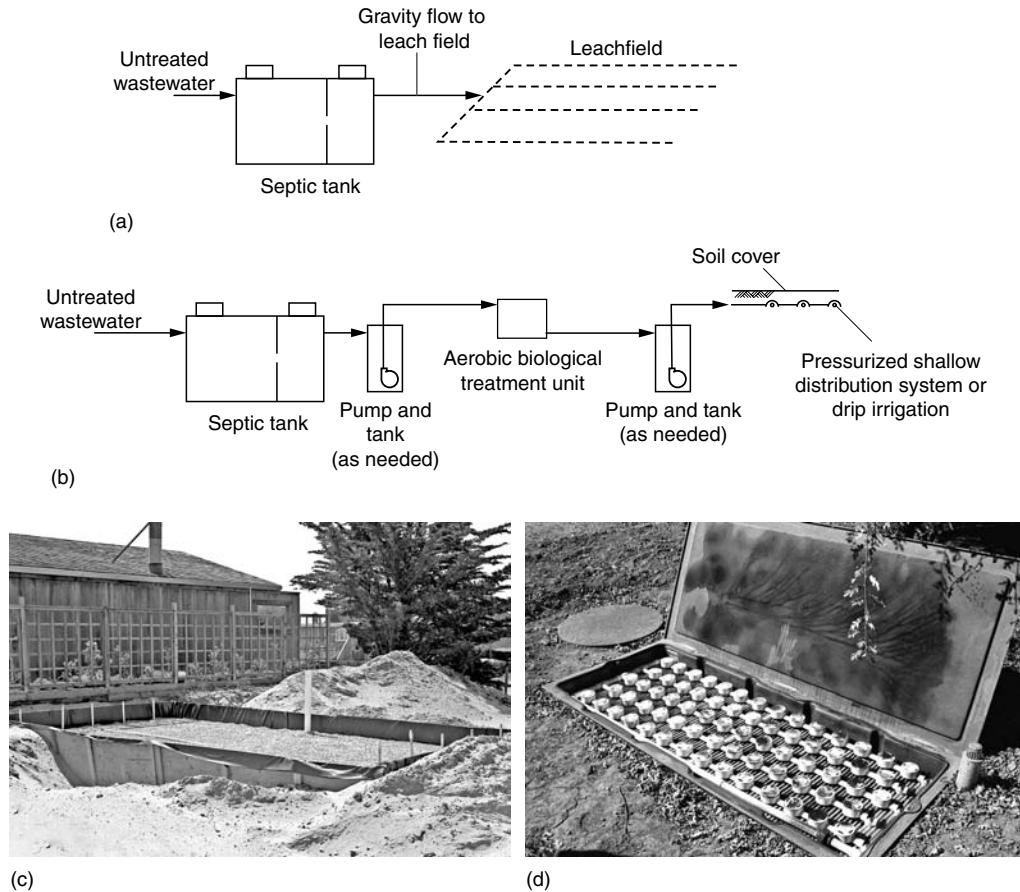 Gravity flow to
leach field
Leachfield
Untreated
wastewater
Septic tank
(a)
Soil cover
Untreated
wastewater
Aerobic biological
treatment unit
Pressurized shallow
distribution system or
drip irrigation
Septic tank
Pump and
tank
(as needed)
Pump and tank
(as needed)
(b)
(c)
(d)